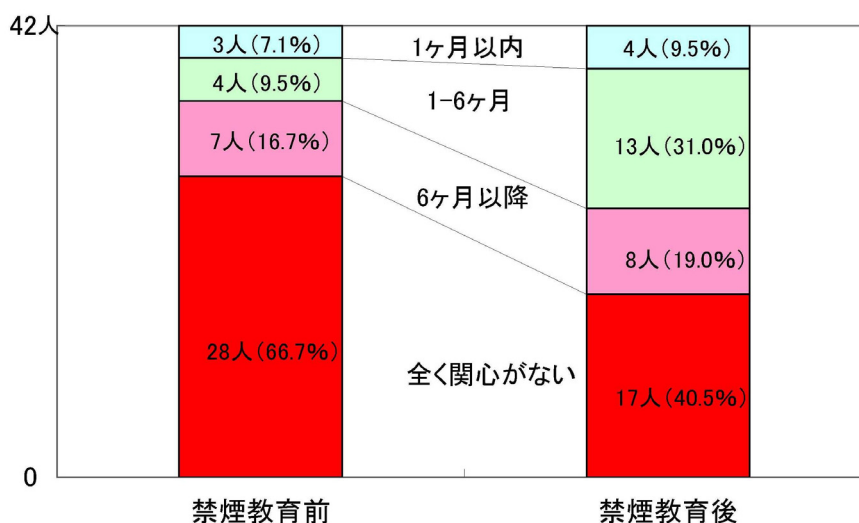 42人
3人(7.1%)
1ヶ月以内
4人(9.5%)
4人(9.5%)
1-6ヶ月
7人(16.7%)
13人(31.0%)
6ヶ月以降
8人(19.0%)
28人(66.7%)
全く関心がない
17人(40.5%)
0
禁煙教育前
禁煙教育後